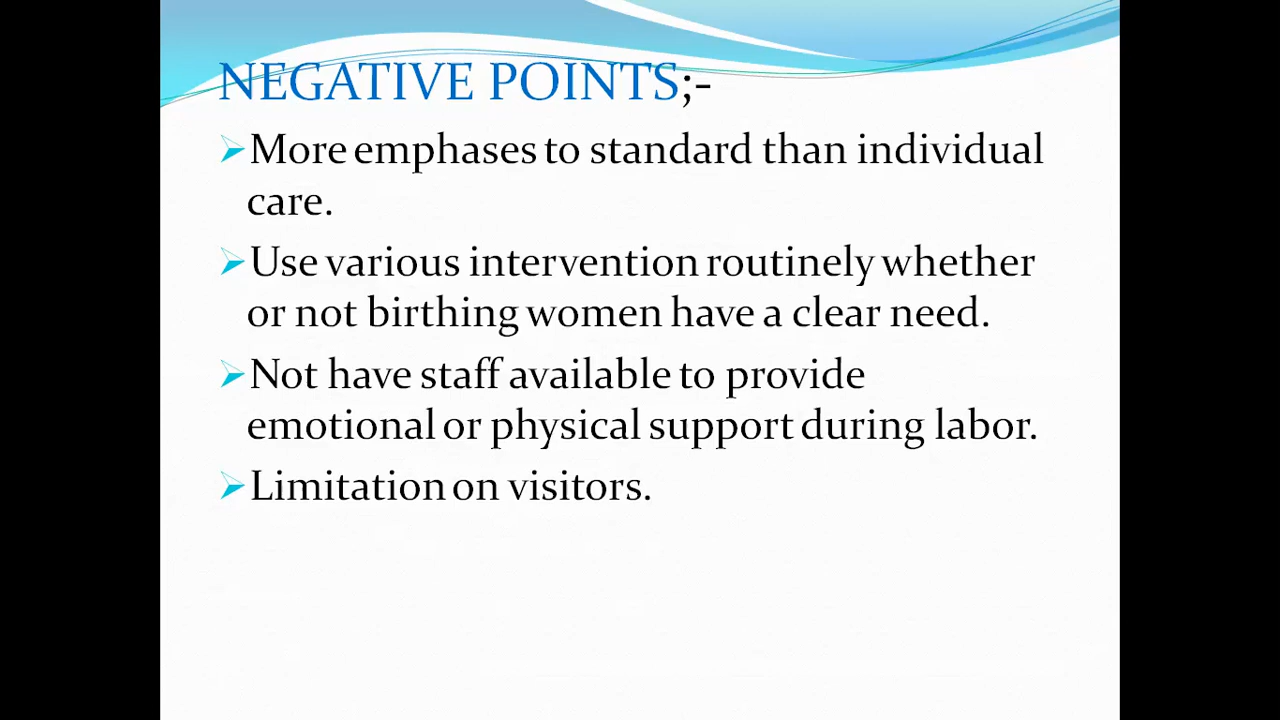 NEGATIVE POINTS;-
More emphases to standard than individual
care.
Use various intervention routinely whether
or not birthing women have a clear need.
Not have staff available to provide
emotional or physical support during labor.
Limitation on visitors.